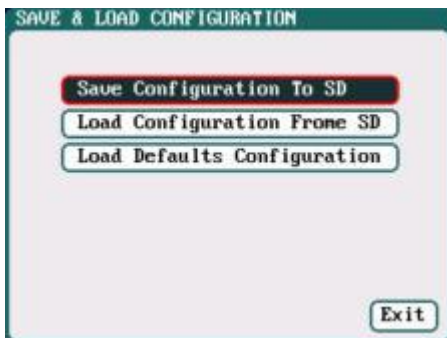 SAVE & LOAD CONFIGURATION
Save Configuration To SD
Load Configuration Frome SD
Load Defaults Configuration
Exit